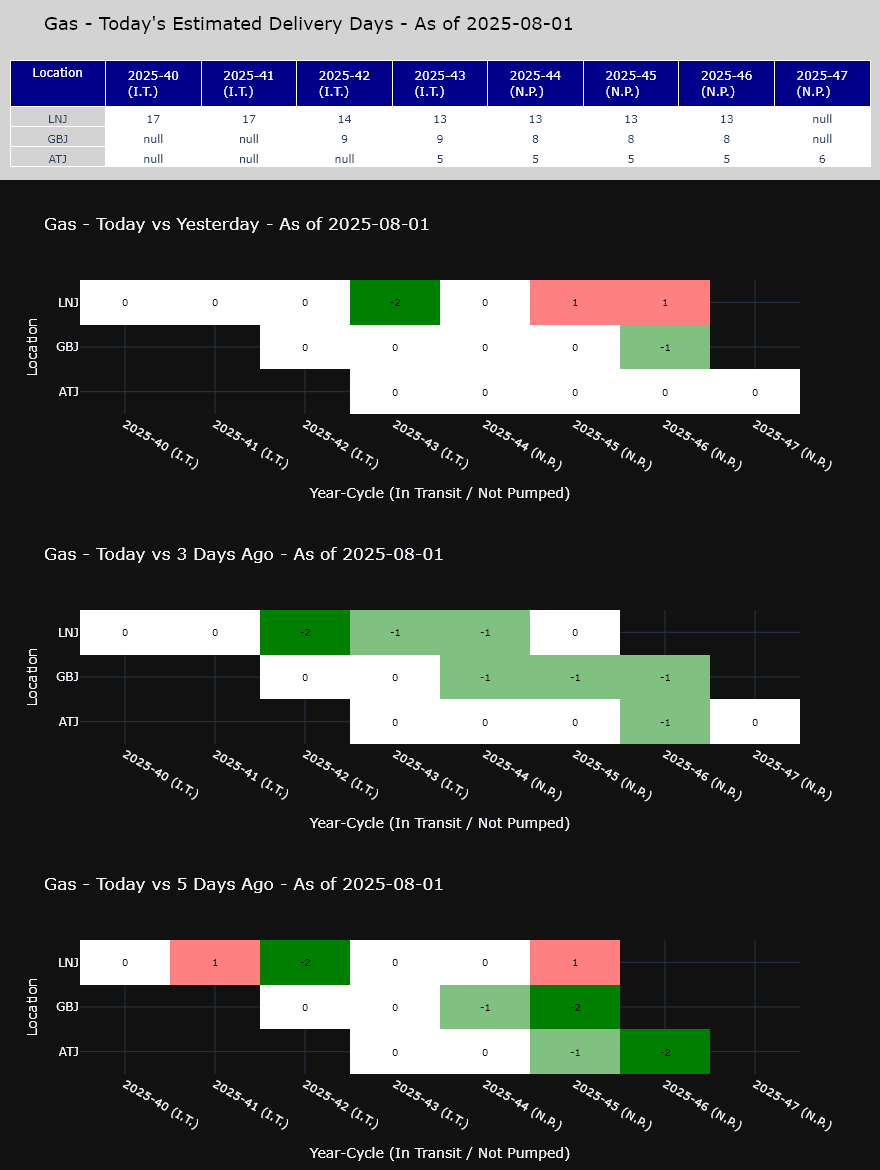 Gas - Today's Estimated Delivery Days - As of 2025-08-01
Location 2025-40 (I.T.) 2025-41 (I.T.) 2025-42 (I.T.) 2025-43 (I.T.) 2025-44 (N.P.) 2025-45 (N.P.) 2025-46 (N.P.) 2025-47 (N.P.)
LNJ 17 17 14 13 13 13 13 null
GBJ null null 9 9 8 8 8 null
ATJ null null null 5 5 5 5 6
Gas - Today vs Yesterday - As of 2025-08-01
Location
LNJ 0 0 0 -2 0 1 1
GBJ 0 0 0 0 -1
ATJ 0 0 0 0 0
2025-40 (I.T.) 2025-41 (I.T.) 2025-42 (I.T.) 2025-43 (I.T.) 2025-44 (N.P.) 2025-45 (N.P.) 2025-46 (N.P.) 2025-47 (N.P.)
Year-Cycle (In Transit / Not Pumped)
Gas - Today vs 3 Days Ago - As of 2025-08-01
Location
LNJ 0 0 -2 -1 -1 0
GBJ 0 0 -1 -1 -1
ATJ 0 0 0 -1 0
2025-40 (I.T.) 2025-41 (I.T.) 2025-42 (I.T.) 2025-43 (I.T.) 2025-44 (N.P.) 2025-45 (N.P.) 2025-46 (N.P.) 2025-47 (N.P.)
Year-Cycle (In Transit / Not Pumped)
Gas - Today vs 5 Days Ago - As of 2025-08-01
Location
LNJ 0 1 -2 0 0 1
GBJ 0 0 -1 -2
ATJ 0 0 -1 -2
2025-40 (I.T.) 2025-41 (I.T.) 2025-42 (I.T.) 2025-43 (I.T.) 2025-44 (N.P.) 2025-45 (N.P.) 2025-46 (N.P.) 2025-47 (N.P.)
Year-Cycle (In Transit / Not Pumped)